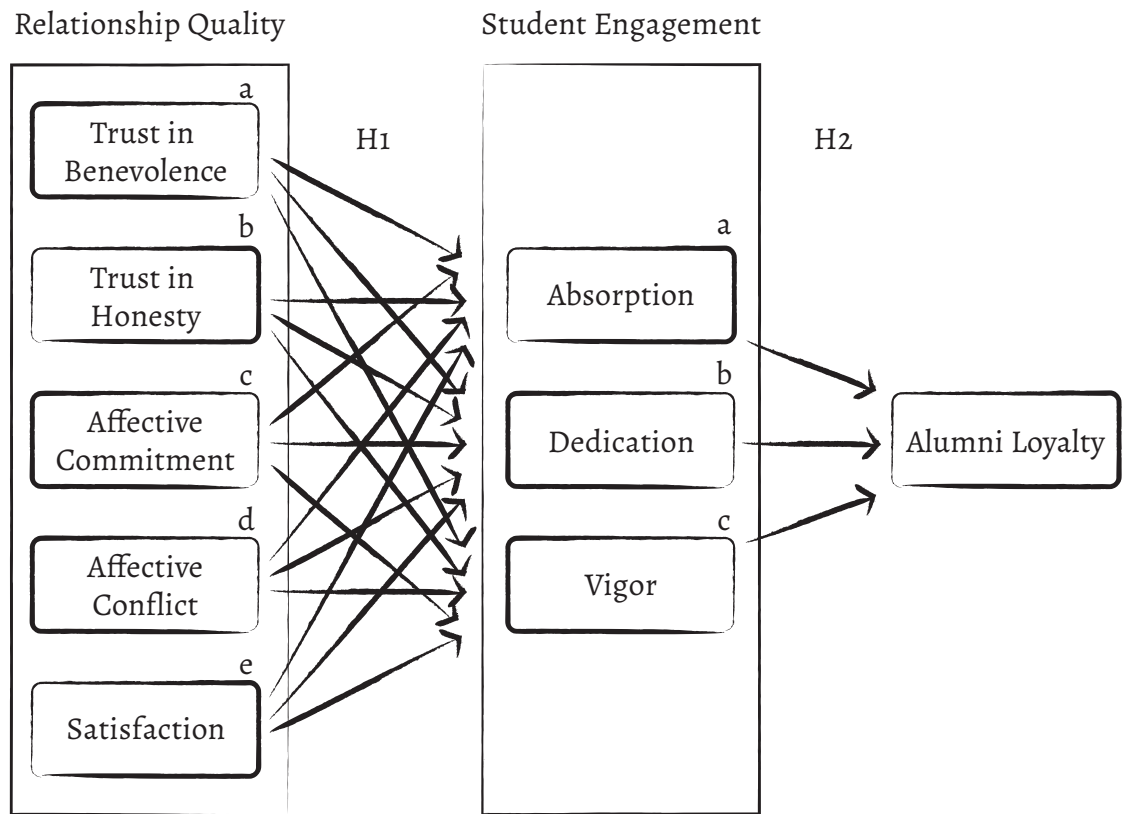 Relationship Quality
Student Engagement
H1
H2
a
Trust in
Benevolence
b
Trust in
Honesty
c
Affective
Commitment
d
Affective
Conflict
e
Satisfaction
a
Absorption
b
Dedication
c
Vigor
Alumni Loyalty